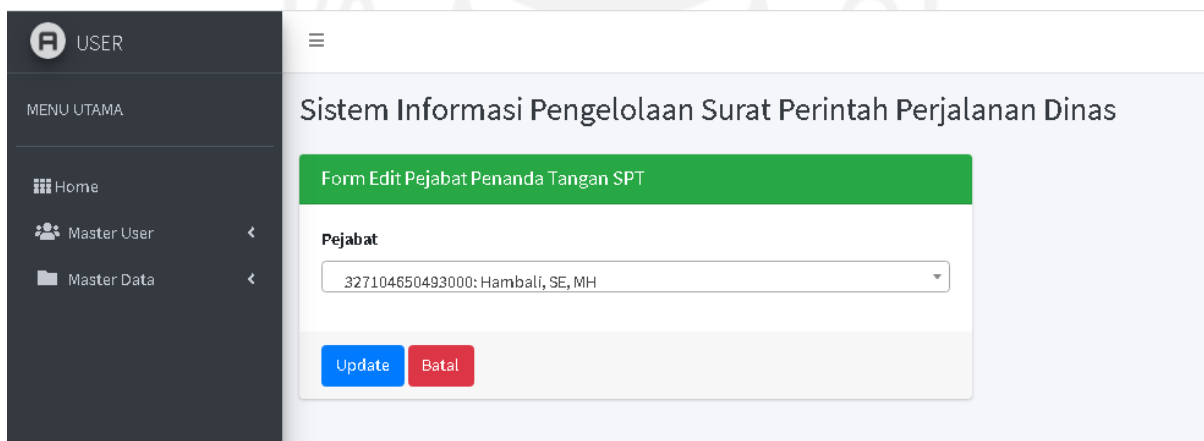 USER
MENU UTAMA
Home
Master User
Master Data
Sistem Informasi Pengelolaan Surat Perintah Perjalanan Dinas
Form Edit Pejabat Penanda Tangan SPT
Pejabat
327104650493000: Hambali, SE, MH
Update
Batal